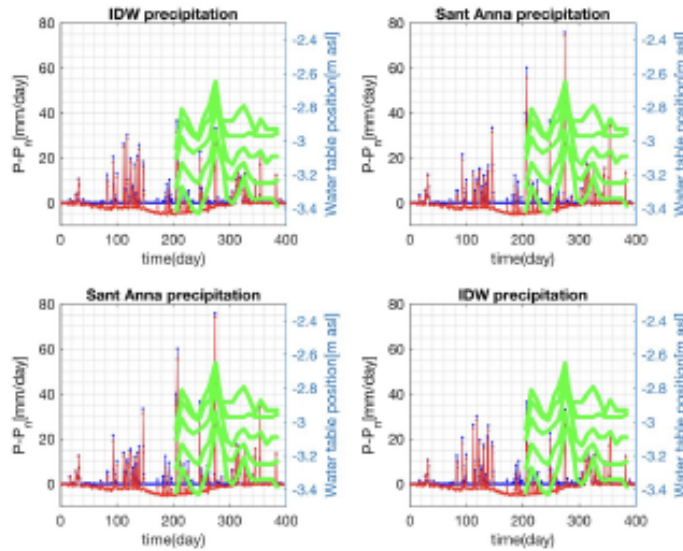 IDW precipitation
80
60
40
20
0
P-Pn[mm/day]
0 100 200 300 400
time(day)
-2.4
-2.6
-2.8
-3
-3.2
-3.4
Water table position[m asl]
Sant Anna precipitation
80
60
40
20
0
P-Pn[mm/day]
0 100 200 300 400
time(day)
-2.4
-2.6
-2.8
-3
-3.2
-3.4
Water table position[m asl]
Sant Anna precipitation
80
60
40
20
0
P-Pn[mm/day]
0 100 200 300 400
time(day)
-2.4
-2.6
-2.8
-3
-3.2
-3.4
Water table position[m asl]
IDW precipitation
80
60
40
20
0
P-Pn[mm/day]
0 100 200 300 400
time(day)
-2.4
-2.6
-2.8
-3
-3.2
-3.4
Water table position[m asl]